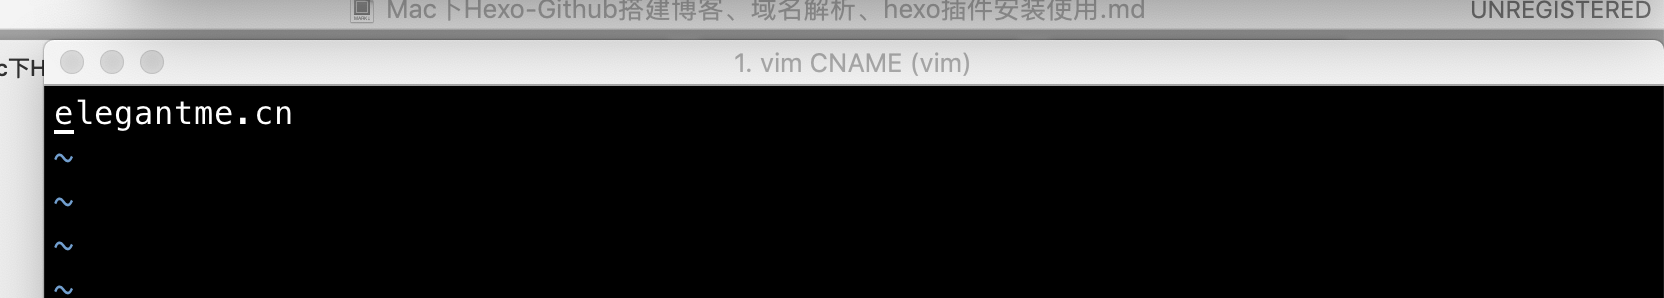 Mac下Hexo-Github搭建博客、域名解析、hexo插件安装使用.md
UNREGISTERED
c下H
1. vim CNAME (vim)
elegantme.cn
~
~
~
~